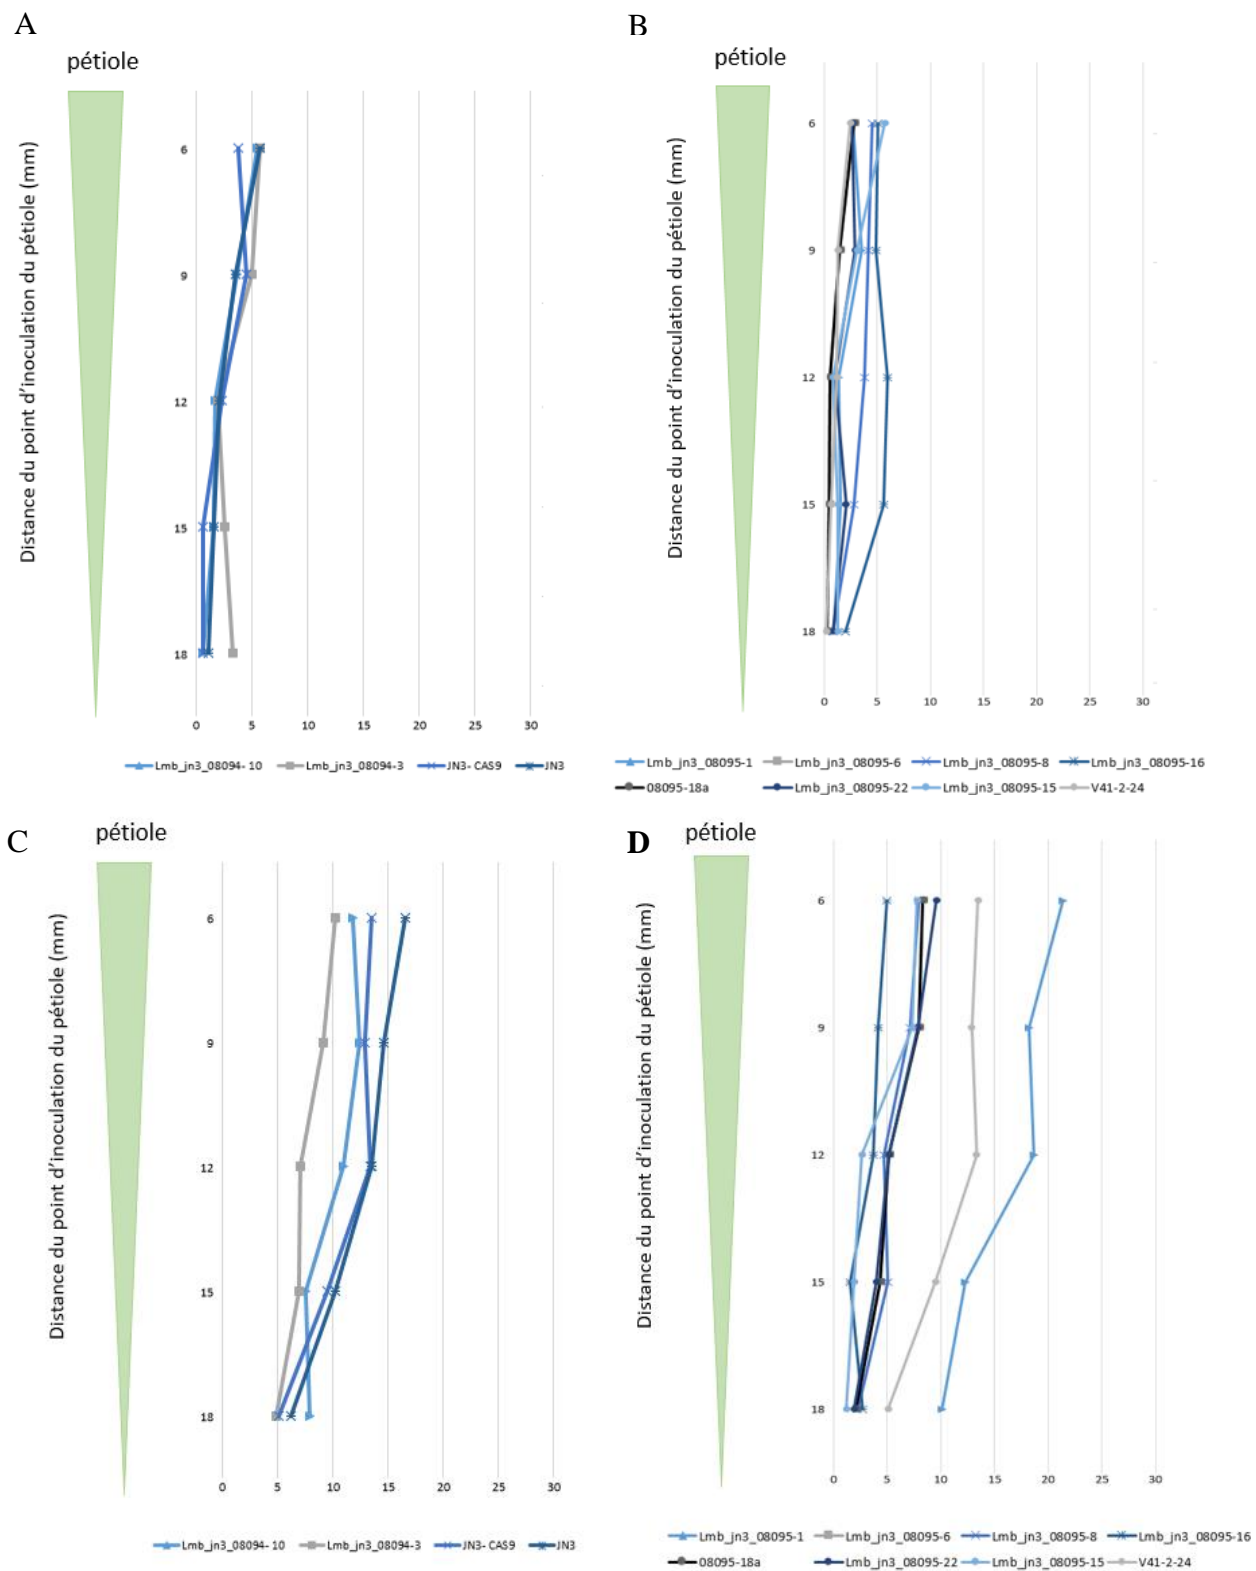 A
pétiole
Distance du point d’inoculation du pétiole (mm)
6
9
12
15
18
0 5 10 15 20 25 30
Lmb_jn3_08094- 10 Lmb_jn3_08094-3 JN3- CAS9 JN3
B
pétiole
Distance du point d’inoculation du pétiole (mm)
6
9
12
15
18
0 5 10 15 20 25 30
Lmb_jn3_08095-1 Lmb_jn3_08095-6 Lmb_jn3_08095-8 Lmb_jn3_08095-16
08095-18a Lmb_jn3_08095-22 Lmb_jn3_08095-15 V41-2-24
C
pétiole
Distance du point d’inoculation du pétiole (mm)
6
9
12
15
18
0 5 10 15 20 25 30
Lmb_jn3_08094- 10 Lmb_jn3_08094-3 JN3- CAS9 JN3
D
pétiole
Distance du point d’inoculation du pétiole (mm)
6
9
12
15
18
0 5 10 15 20 25 30
Lmb_jn3_08095-1 Lmb_jn3_08095-6 Lmb_jn3_08095-8 Lmb_jn3_08095-16
08095-18a Lmb_jn3_08095-22 Lmb_jn3_08095-15 V41-2-24